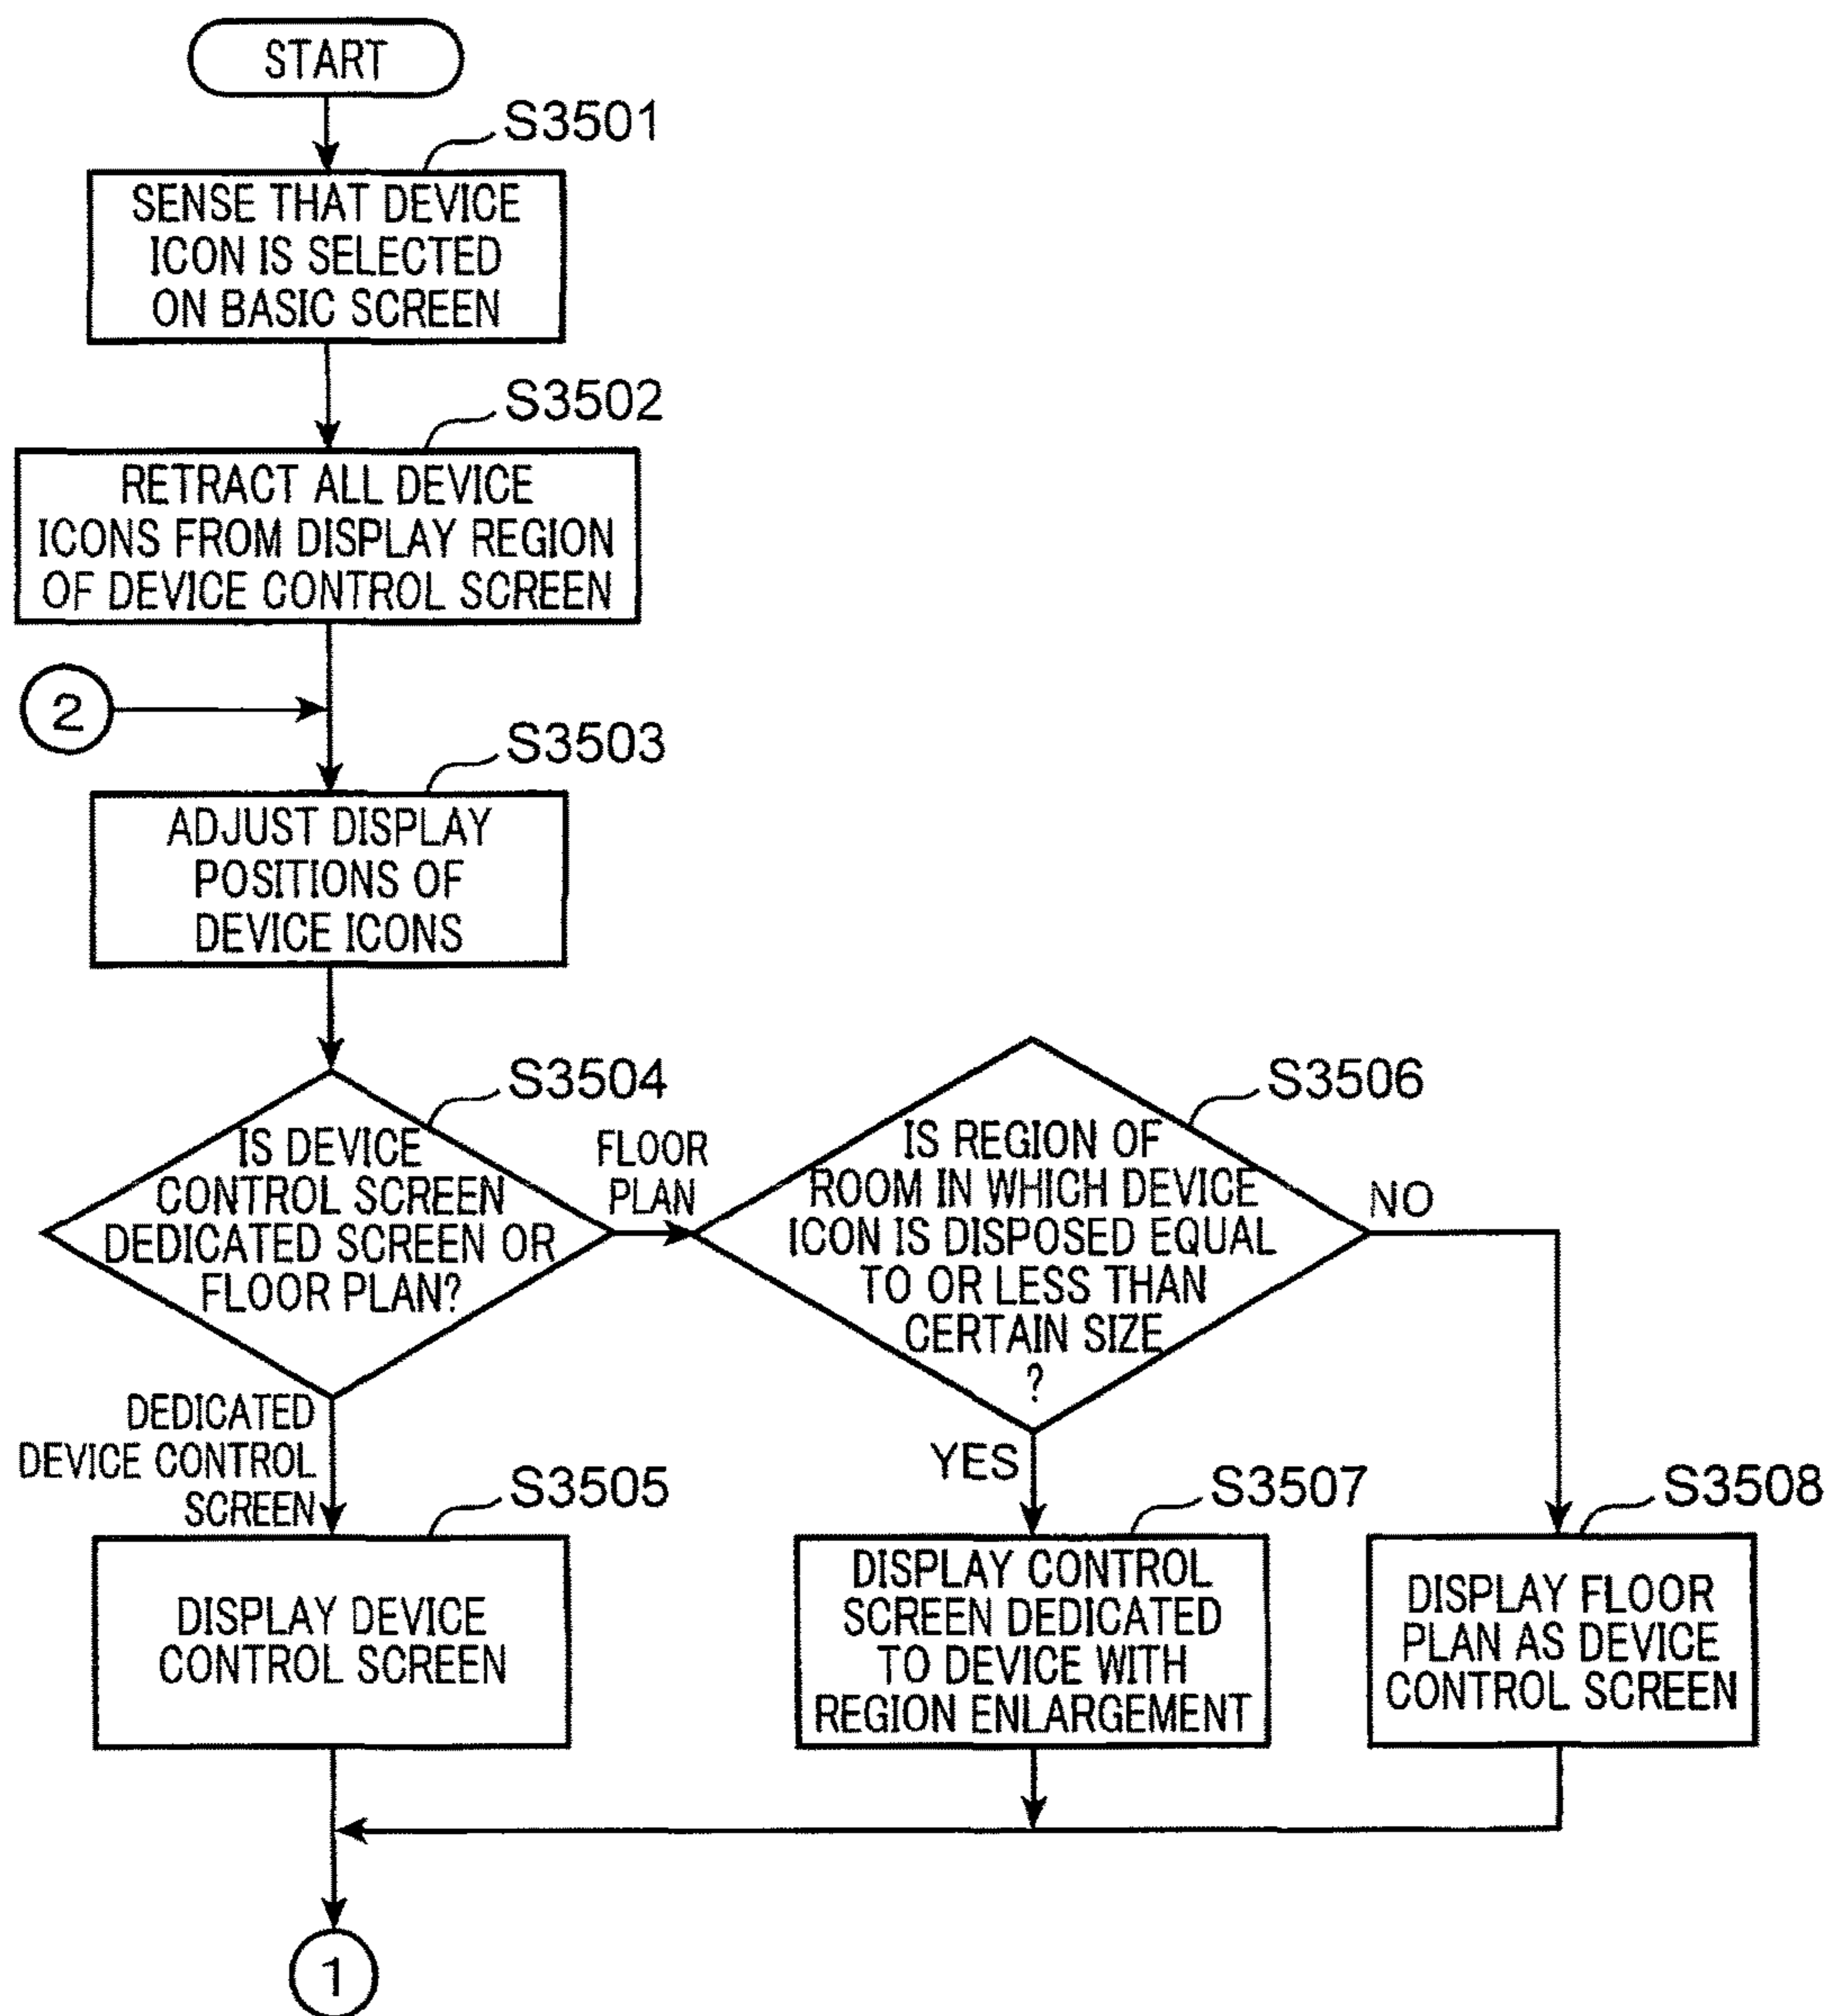 START
S3501
SENSE THAT DEVICE
ICON IS SELECTED
ON BASIC SCREEN
S3502
RETRACT ALL DEVICE
ICONS FROM DISPLAY REGION
OF DEVICE CONTROL SCREEN
2
S3503
ADJUST DISPLAY
POSITIONS OF
DEVICE ICONS
S3504
IS DEVICE
CONTROL SCREEN
DEDICATED SCREEN OR
FLOOR PLAN?
FLOOR
PLAN
S3506
IS REGION OF
ROOM IN WHICH DEVICE
ICON IS DISPOSED EQUAL
TO OR LESS THAN
CERTAIN SIZE
?
NO
DEDICATED
DEVICE CONTROL
SCREEN
YES
S3505
DISPLAY DEVICE
CONTROL SCREEN
S3507
DISPLAY CONTROL
SCREEN DEDICATED
TO DEVICE WITH
REGION ENLARGEMENT
S3508
DISPLAY FLOOR
PLAN AS DEVICE
CONTROL SCREEN
1